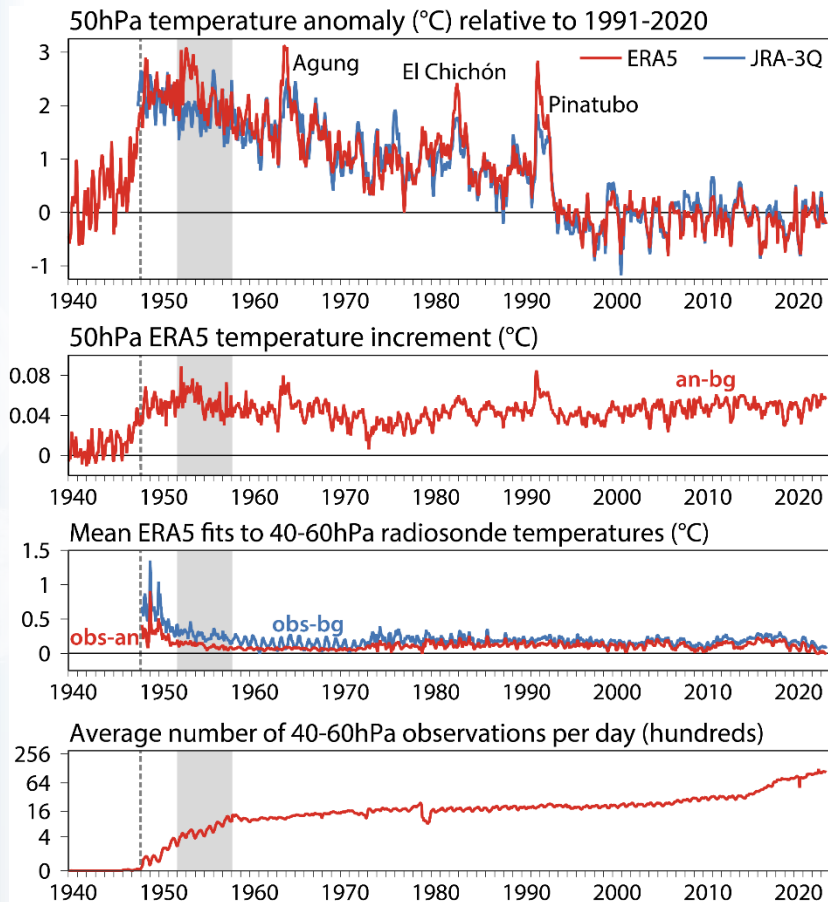 50hPa temperature anomaly (°C) relative to 1991-2020
ERA5 JRA-3Q
Agung
El Chichón
Pinatubo
3
2
1
0
-1
1940 1950 1960 1970 1980 1990 2000 2010 2020
50hPa ERA5 temperature increment (°C)
an-bg
0.08
0.04
0
1940 1950 1960 1970 1980 1990 2000 2010 2020
Mean ERA5 fits to 40-60hPa radiosonde temperatures (°C)
1.5
1
0.5
0
obs-an
obs-bg
1940 1950 1960 1970 1980 1990 2000 2010 2020
Average number of 40-60hPa observations per day (hundreds)
256
64
16
4
0
1940 1950 1960 1970 1980 1990 2000 2010 2020